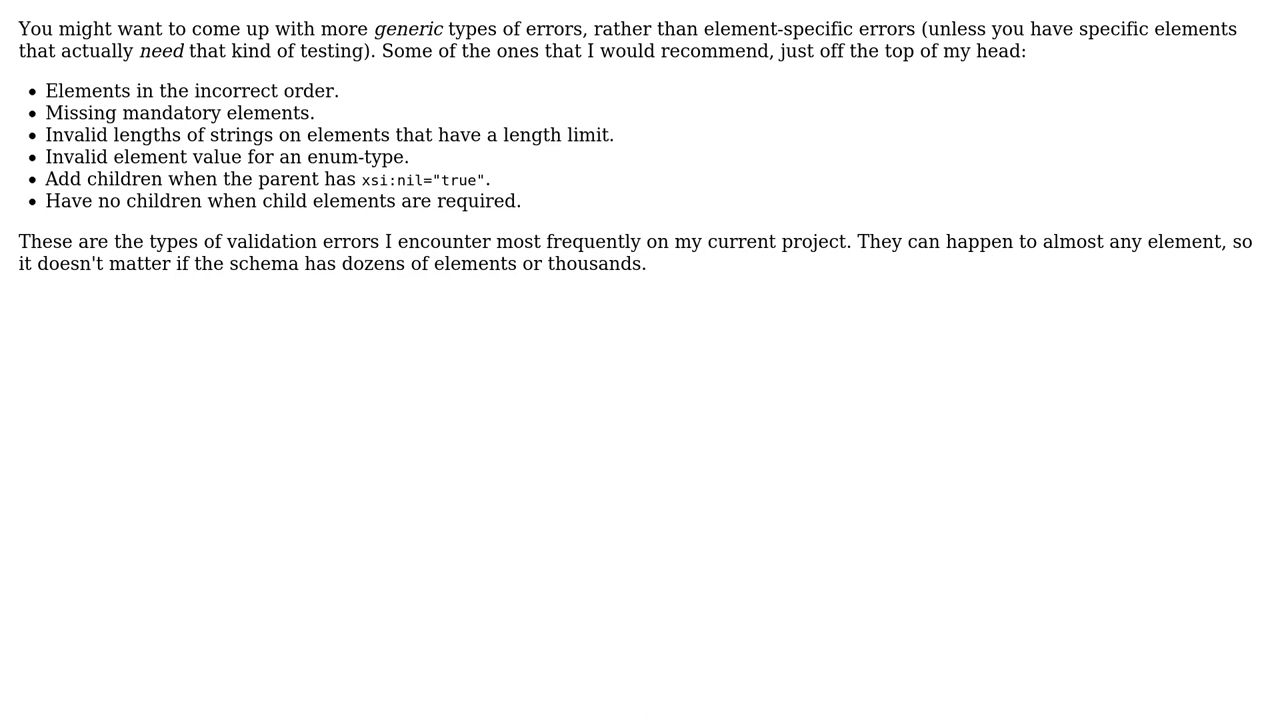 You might want to come up with more generic types of errors, rather than element-specific errors (unless you have specific elements
that actually need that kind of testing). Some of the ones that I would recommend, just off the top of my head:
• Elements in the incorrect order.
• Missing mandatory elements.
• Invalid lengths of strings on elements that have a length limit.
• Invalid element value for an enum-type.
• Add children when the parent has xsi:nil="true".
• Have no children when child elements are required.
These are the types of validation errors I encounter most frequently on my current project. They can happen to almost any element, so
it doesn't matter if the schema has dozens of elements or thousands.